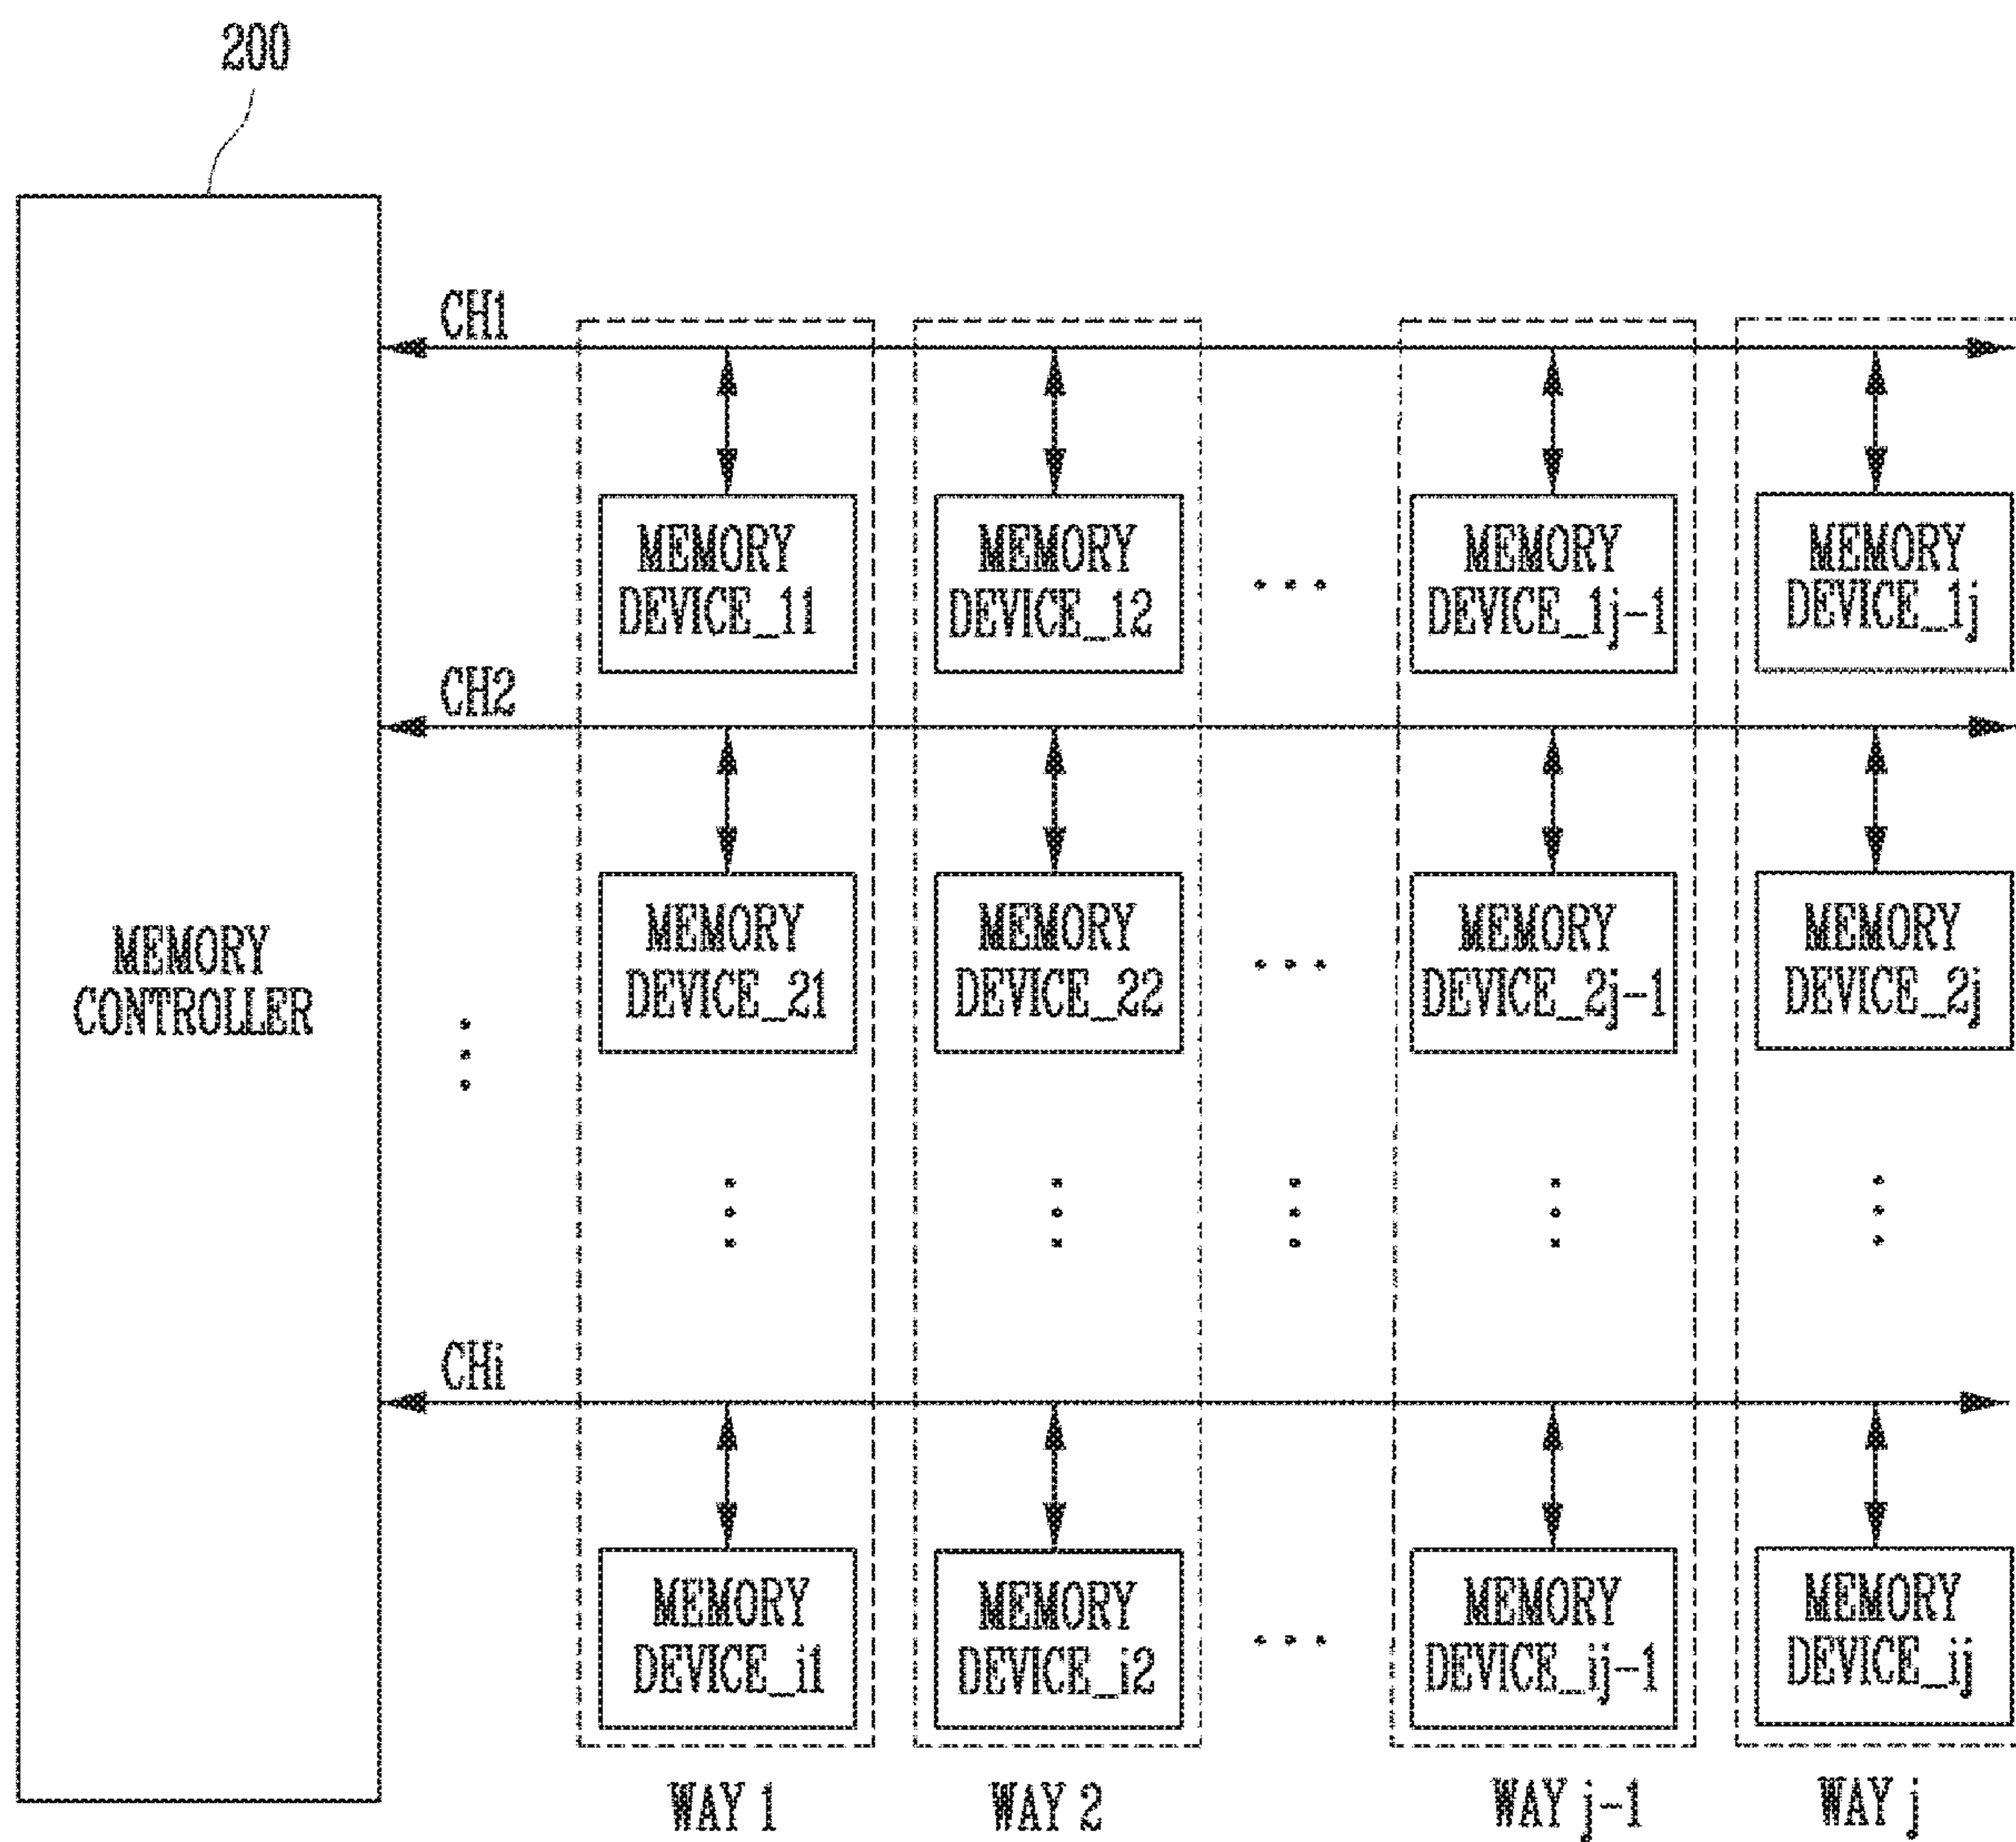 200
CH1
MEMORY
DEVICE_11
MEMORY
DEVICE_12
MEMORY
DEVICE_1j-1
MEMORY
DEVICE_1j
CH2
MEMORY
CONTROLLER
MEMORY
DEVICE_21
MEMORY
DEVICE_22
MEMORY
DEVICE_2j-1
MEMORY
DEVICE_2j
CHi
MEMORY
DEVICE_i1
MEMORY
DEVICE_i2
MEMORY
DEVICE_ij-1
MEMORY
DEVICE_ij
WAY 1
WAY 2
WAY j-1
WAY j